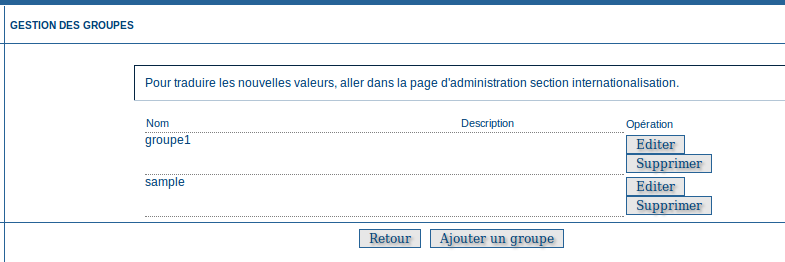 GESTION DES GROUPES
Pour traduire les nouvelles valeurs, aller dans la page d'administration section internationalisation.
Nom Description Opération
groupe1 Editer
Supprimer
sample Editer
Supprimer
Retour Ajouter un groupe